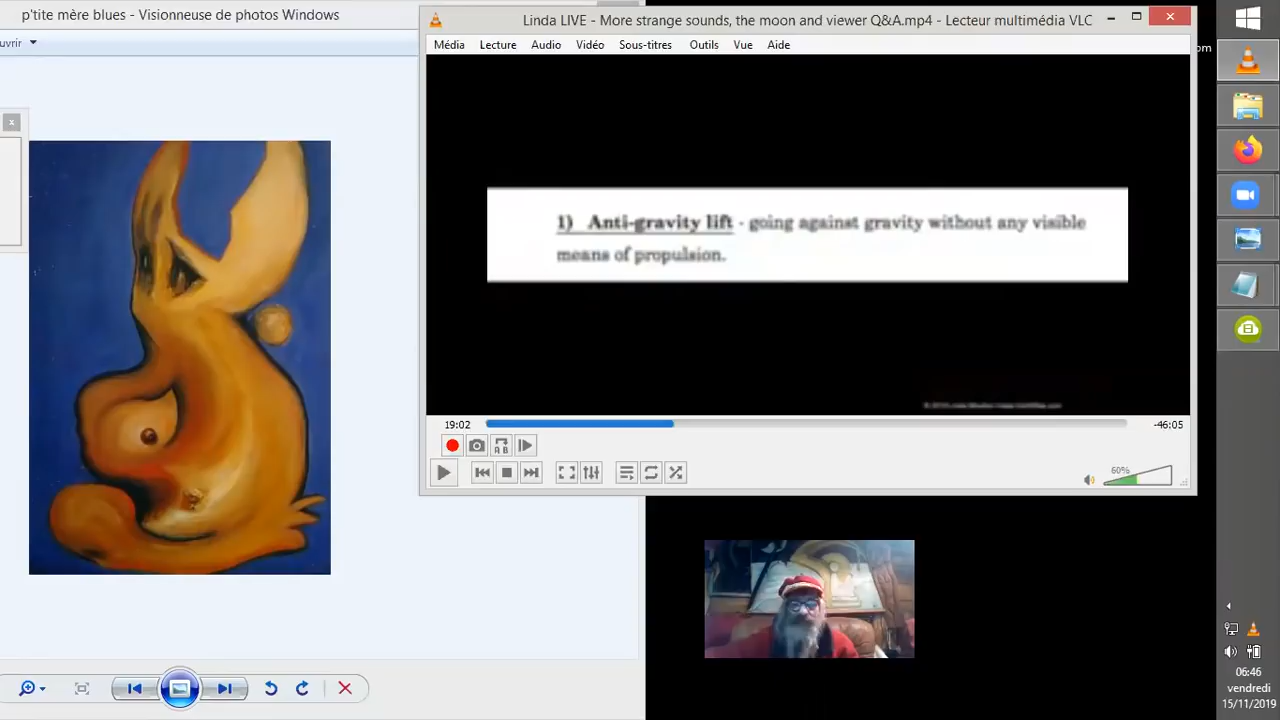 p'tite mère blues - Visionneuse de photos Windows
uvrir
Linda LIVE - More strange sounds, the moon and viewer Q&A.mp4 - Lecteur multimédia VLC
Média Lecture Audio Vidéo Sous-titres Outils Vue Aide
om
1) Anti-gravity lift - going against gravity without any visible
means of propulsion.
19:02
-46:05
A B
60%
06:46
vendredi
15/11/2019